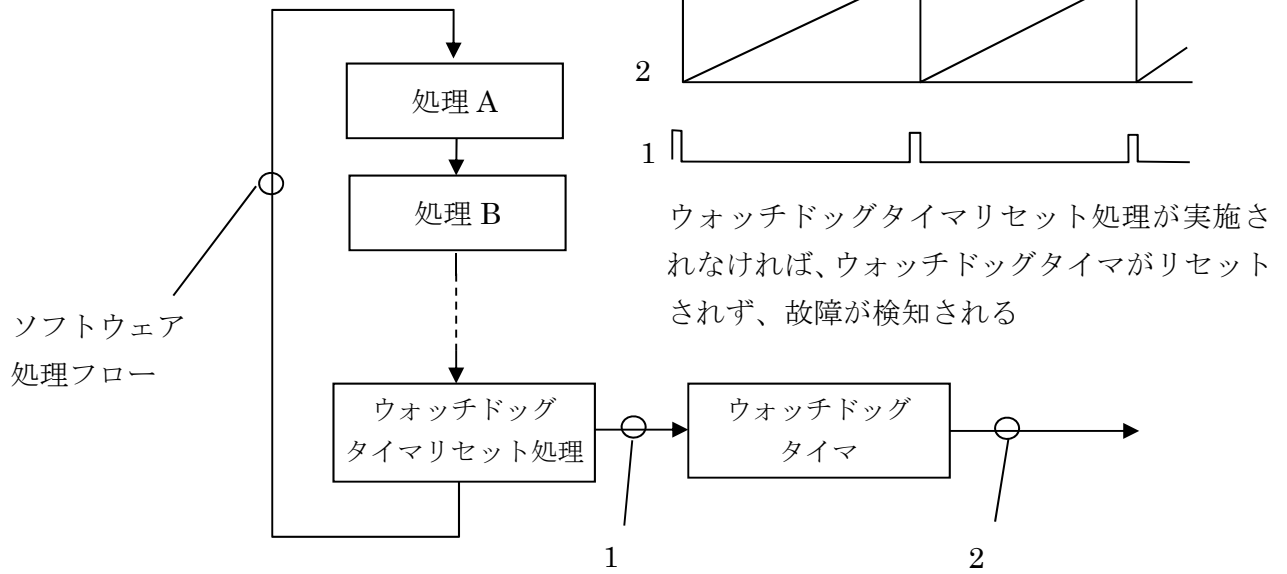 処理 A
処理 B
ソフトウェア
処理フロー
ウォッチドッグ
タイマリセット処理
ウォッチドッグ
タイマ
1
2
2
1
ウォッチドッグタイマリセット処理が実施さ
れなければ、ウォッチドッグタイマがリセット
されず、故障が検知される